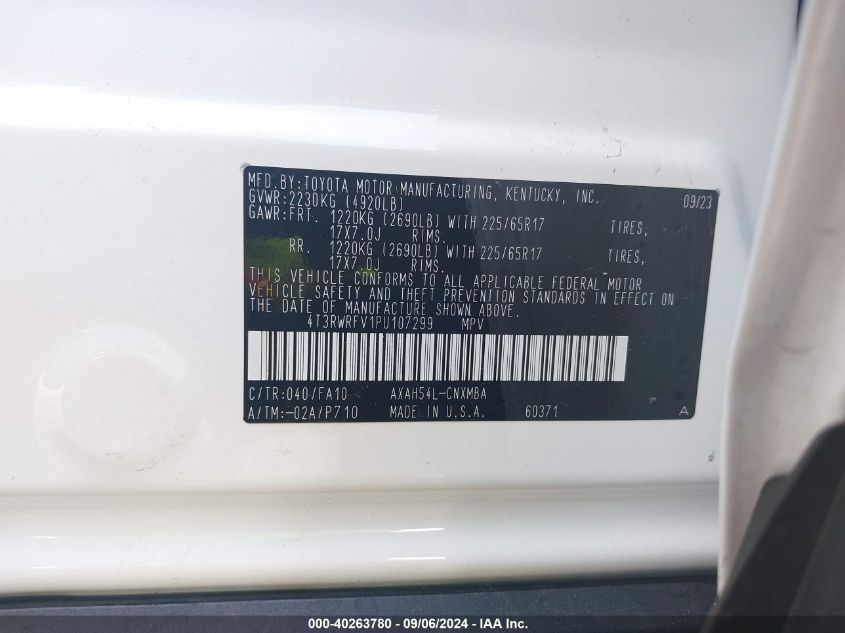 MFD.BY:TOYOTA MOTOR MANUFACTURING, KENTUCKY, INC. 09/23
GVWR:2230KG (4920LB)
GAWR:FRT. 1220KG (2690LB) WITH 225/65R17 TIRES,
17X7.0J RIMS.
RR. 1220KG (2690LB) WITH 225/65R17 TIRES,
17X7.0J RIMS.
THIS VEHICLE CONFORMS TO ALL APPLICABLE FEDERAL MOTOR
VEHICLE SAFETY AND THEFT PREVENTION STANDARDS IN EFFECT ON
THE DATE OF MANUFACTURE SHOWN ABOVE.
4T3RWRFV1PU107299 MPV
C/TR:040/FA10 AXAH54L-CNXMBA
A/TM:-02A/P710 MADE IN U.S.A. 60371 A
000-40263780 - 09/06/2024 - IAA Inc.